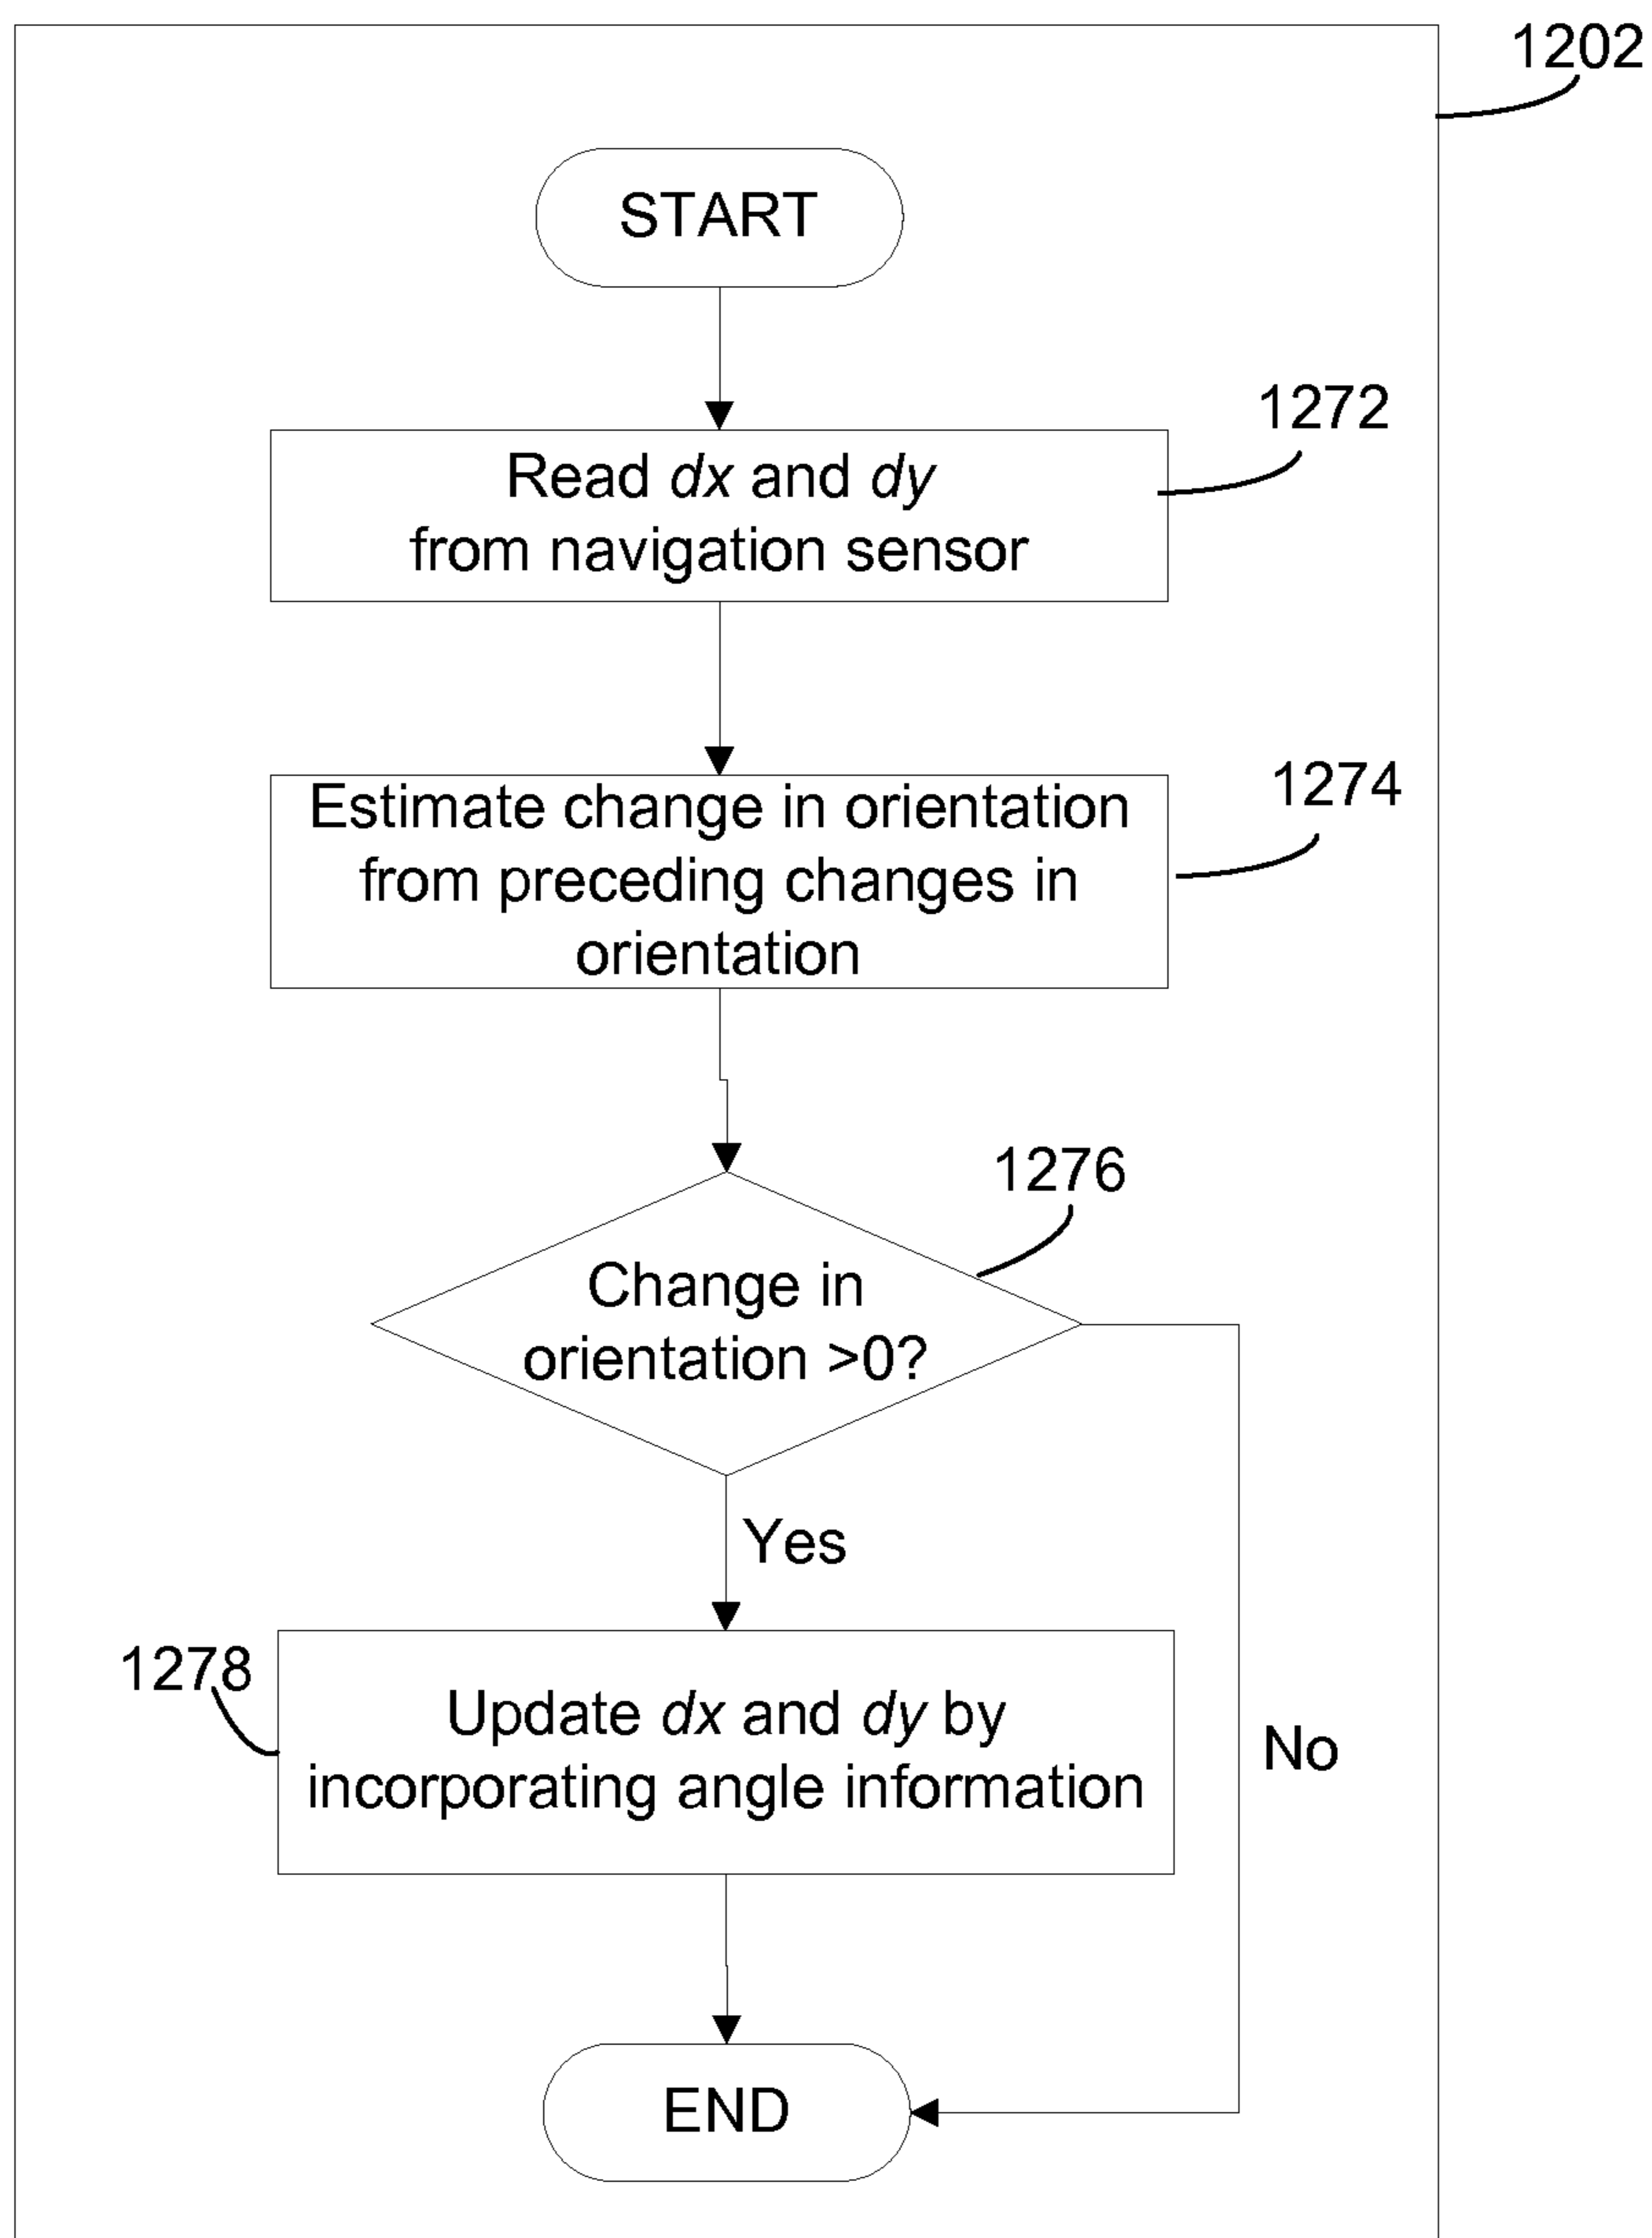 1202
START
1272
Read dx and dy
from navigation sensor
1274
Estimate change in orientation
from preceding changes in
orientation
1276
Change in
orientation >0?
Yes
1278
Update dx and dy by
incorporating angle information
No
END